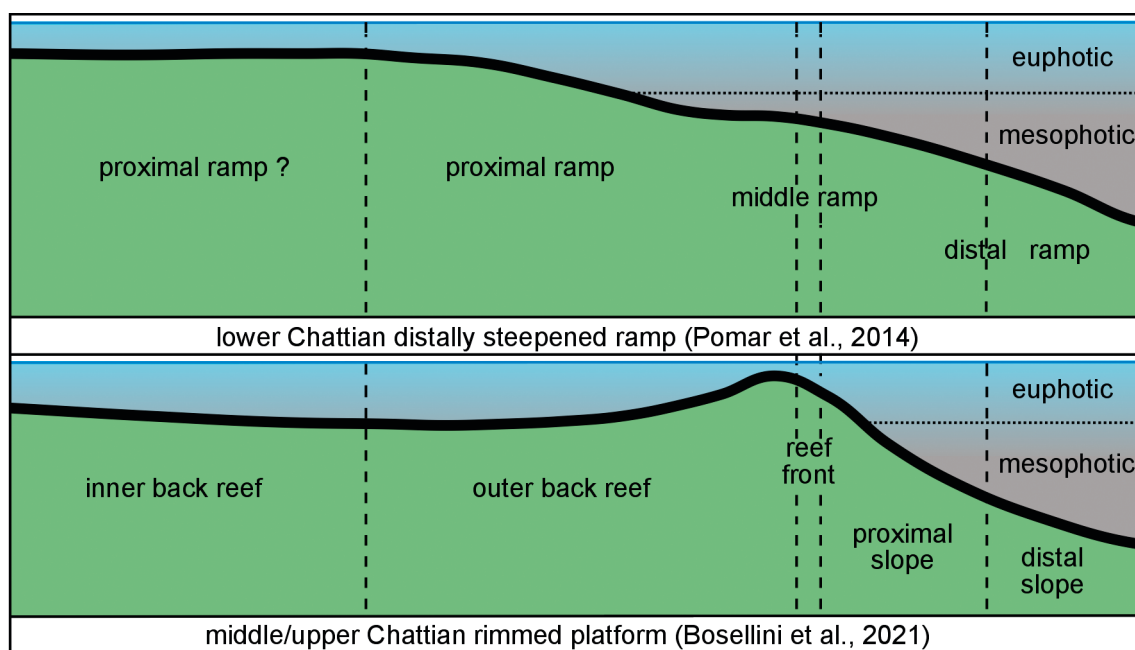 euphotic
mesophotic
proximal ramp ?
proximal ramp
middle ramp
distal ramp
lower Chattian distally steepened ramp (Pomar et al., 2014)
euphotic
mesophotic
inner back reef
outer back reef
reef
front
proximal
slope
distal
slope
middle/upper Chattian rimmed platform (Bosellini et al., 2021)